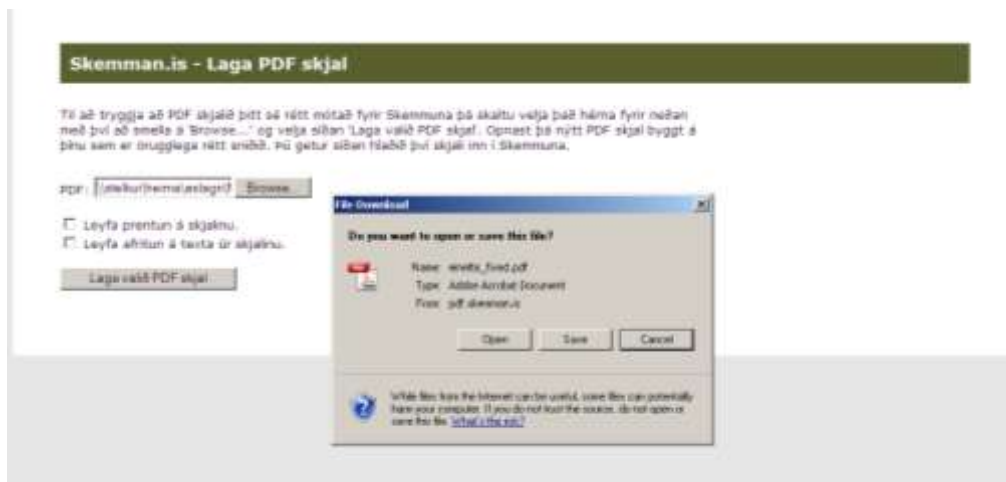 Skemman.is - Laga PDF skjal
Til að tryggja að PDF skjalið þitt sé rétt mótað fyrir Skemmuna þá skaltu velja það hérna fyrir neðan
með því að smella á 'Browse...' og velja síðan 'Laga valið PDF skjal'. Opnast þá nýtt PDF skjal byggt á
þínu sem er örugglega rétt sniðið. Þú getur síðan hlaðið því skjali inn í Skemmuna.
PDF: Browse...
Leyfa prentun á skjalinu.
Leyfa afritun á texta úr skjalinu.
Laga valið PDF skjal
File Download
Do you want to open or save this file?
Name: _fixed.pdf
Type: Adobe Acrobat Document
From: pdf.skemman.is
Open Save Cancel
While files from the Internet can be useful, some files can potentially
harm your computer. If you do not trust the source, do not open or
save this file. What's the risk?